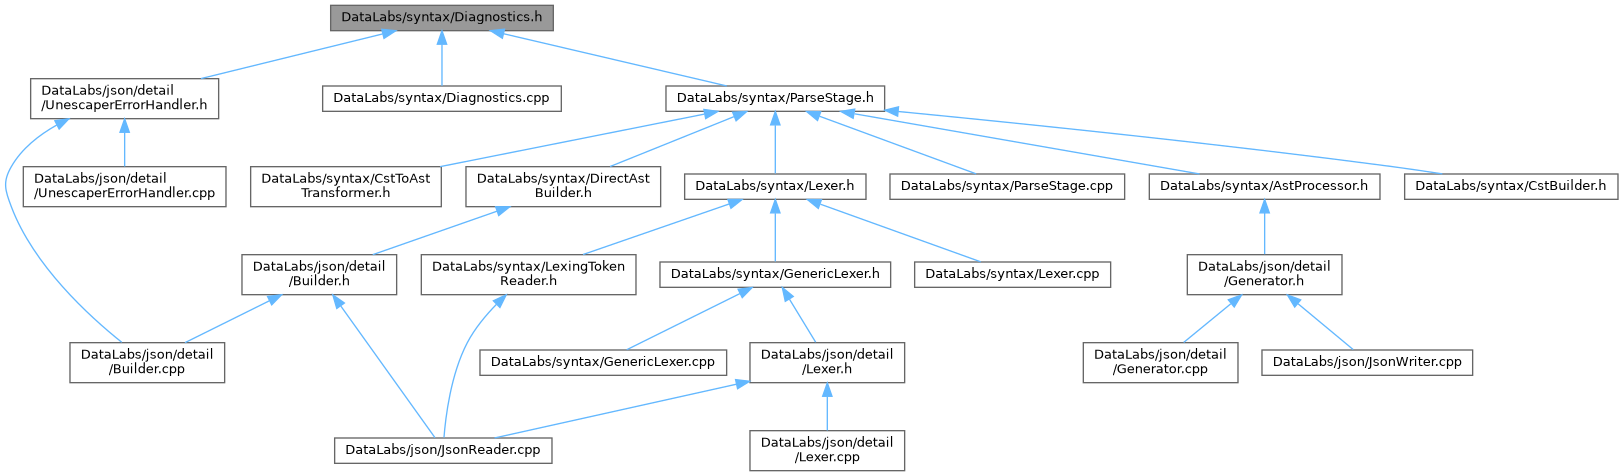 DataLabs/syntax/Diagnostics.h
DataLabs/json/detail
/UnescaperErrorHandler.h
DataLabs/syntax/Diagnostics.cpp
DataLabs/syntax/ParseStage.h
DataLabs/json/detail
/UnescaperErrorHandler.cpp
DataLabs/syntax/CstToAst
Transformer.h
DataLabs/syntax/DirectAst
Builder.h
DataLabs/syntax/Lexer.h
DataLabs/syntax/ParseStage.cpp
DataLabs/syntax/AstProcessor.h
DataLabs/syntax/CstBuilder.h
DataLabs/json/detail
/Builder.h
DataLabs/syntax/LexingToken
Reader.h
DataLabs/syntax/GenericLexer.h
DataLabs/syntax/Lexer.cpp
DataLabs/json/detail
/Generator.h
DataLabs/json/detail
/Builder.cpp
DataLabs/syntax/GenericLexer.cpp
DataLabs/json/detail
/Lexer.h
DataLabs/json/detail
/Generator.cpp
DataLabs/json/JsonWriter.cpp
DataLabs/json/JsonReader.cpp
DataLabs/json/detail
/Lexer.cpp